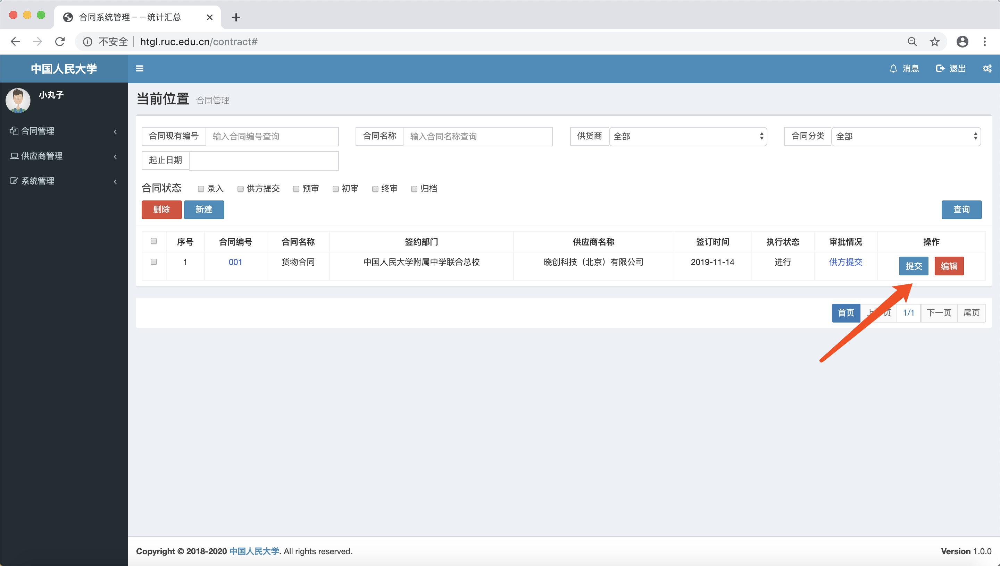 合同系统管理－－统计汇总
不安全 htgl.ruc.edu.cn/contract#
中国人民大学 消息 退出
小丸子
合同管理
供应商管理
系统管理
当前位置 合同管理
合同现有编号 输入合同编号查询 合同名称 输入合同名称查询 供货商 全部 合同分类 全部
起止日期
合同状态 录入 供方提交 预审 初审 终审 归档
删除 新建 查询
序号 合同编号 合同名称 签约部门 供应商名称 签订时间 执行状态 审批情况 操作
1 001 货物合同 中国人民大学附属中学联合总校 晓创科技（北京）有限公司 2019-11-14 进行 供方提交 提交 编辑
首页 上 页 1/1 下一页 尾页
Copyright © 2018-2020 中国人民大学. All rights reserved. Version 1.0.0